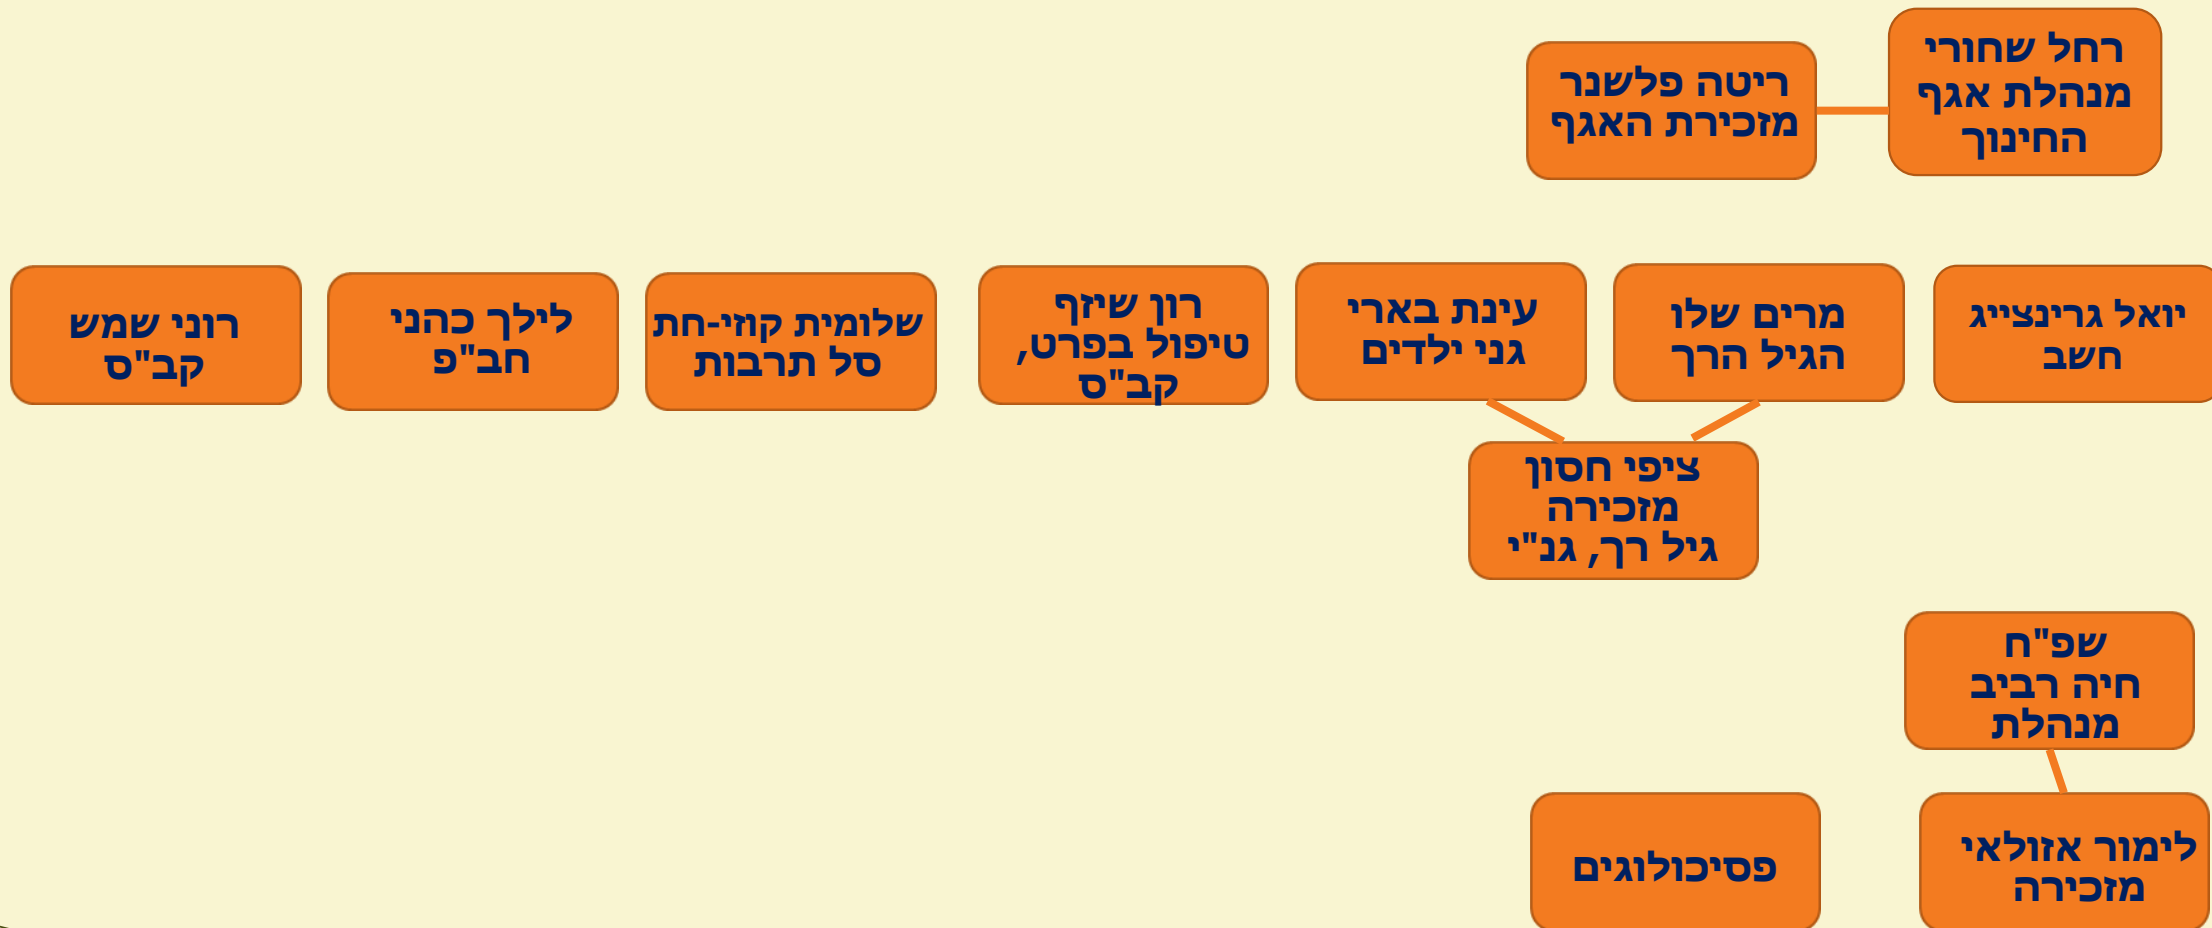 רחל שחורי
מנהלת אגף
החינוך
ריטה פלשנר
מזכירת האגף
יואל גרינצייג
חשב
מרים שלו
הגיל הרך
עינת בארי
גני ילדים
רון שיזף
טיפול בפרט,
קב"ס
שלומית קוזי-חת
סל תרבות
לילך כהני
חב"פ
רוני שמש
קב"ס
ציפי חסון
מזכירה
גיל רך, גנ"י
שפ"ח
חיה רביב
מנהלת
לימור אזולאי
מזכירה
פסיכולוגים